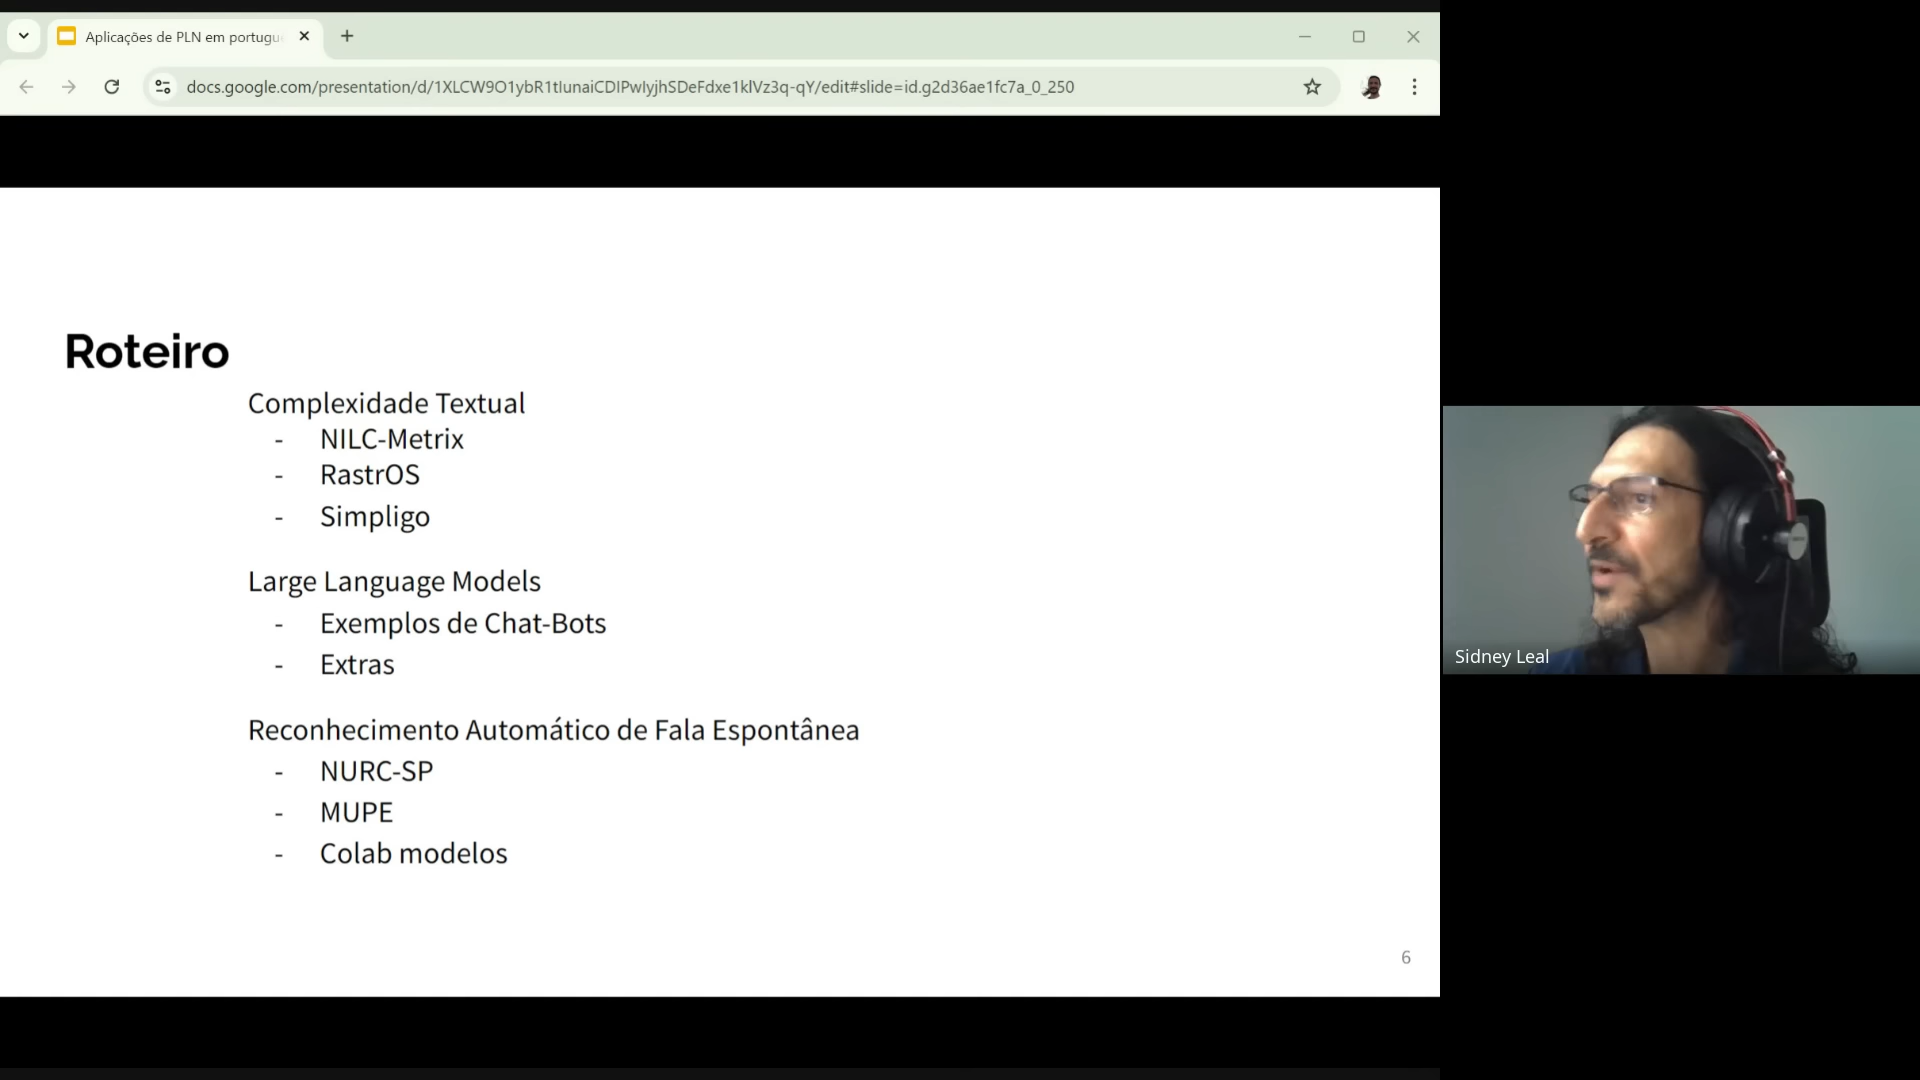 Aplicações de PLN em portugu
docs.google.com/presentation/d/1XLCW9O1ybR1tIunaiCDIPwIyjhSDeFdxe1klVz3q-qY/edit#slide=id.g2d36ae1fc7a_0_250
Roteiro
Complexidade Textual
- NILC-Metrix
- RastrOS
- Simpligo
Large Language Models
- Exemplos de Chat-Bots
- Extras
Reconhecimento Automático de Fala Espontânea
- NURC-SP
- MUPE
- Colab modelos
6
Sidney Leal